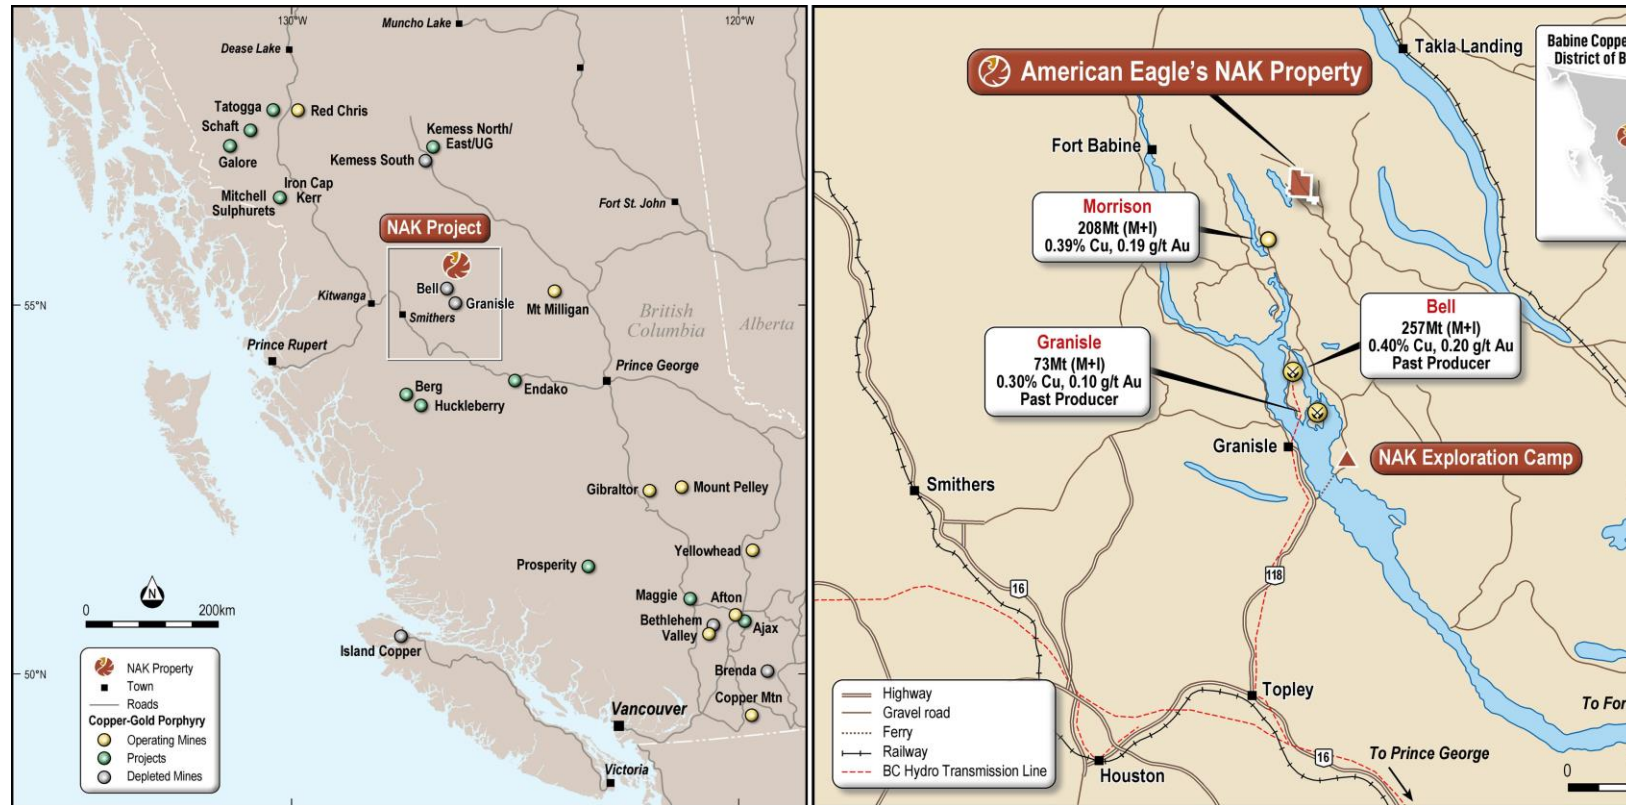 130°W
120°W
Muncho Lake
Dease Lake
Tatogga
Red Chris
Schaft
Galore
Kemess North/
East/UG
Kemess South
Iron Cap
Kerr
Mitchell
Sulphurets
Fort St. John
NAK Project
Bell
Granisle
Mt Milligan
55°N
Kitwanga
Smithers
British
Columbia
Alberta
Prince Rupert
Prince George
Berg
Huckleberry
Endako
Gibraltor
Mount Pelley
Yellowhead
Prosperity
Maggie
Afton
Bethlehem
Valley
Ajax
Island Copper
Brenda
Copper Mtn
50°N
Vancouver
Victoria
N
0
200km
NAK Property
Town
Roads
Copper-Gold Porphyry
Operating Mines
Projects
Depleted Mines
American Eagle's NAK Property
Takla Landing
Babine Coppe
District of B
Fort Babine
Morrison
208Mt (M+I)
0.39% Cu, 0.19 g/t Au
Bell
257Mt (M+I)
0.40% Cu, 0.20 g/t Au
Past Producer
Granisle
73Mt (M+I)
0.30% Cu, 0.10 g/t Au
Past Producer
Granisle
NAK Exploration Camp
Smithers
16
118
Topley
Houston
16
To For
To Prince George
0
Highway
Gravel road
Ferry
Railway
BC Hydro Transmission Line